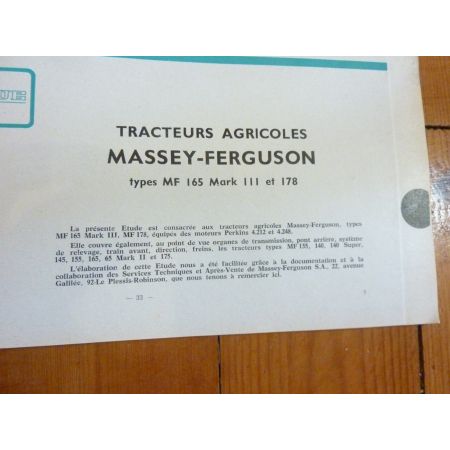 TRACTEURS AGRICOLES
MASSEY-FERGUSON
types MF 165 Mark III et 178
La présente Etude est consacrée aux tracteurs agricoles Massey-Ferguson, types
MF 165 Mark III, MF 178, équipés des moteurs Perkins 4.212 et 4.248.
Elle couvre également, au point de vue organes de transmission, pont arrière, système
de relevage, train avant, direction, freins, les tracteurs types MF 135, 140, 140 Super,
145, 155, 165, 65 Mark II et 175.
L'élaboration de cette Etude nous a été facilitée grâce à la documentation et à la
collaboration des Services Techniques et Après-Vente de Massey-Ferguson S.A., 22, avenue
Galilée, 92-Le Plessis-Robinson, que nous tenons à remercier ici.
— 33 —